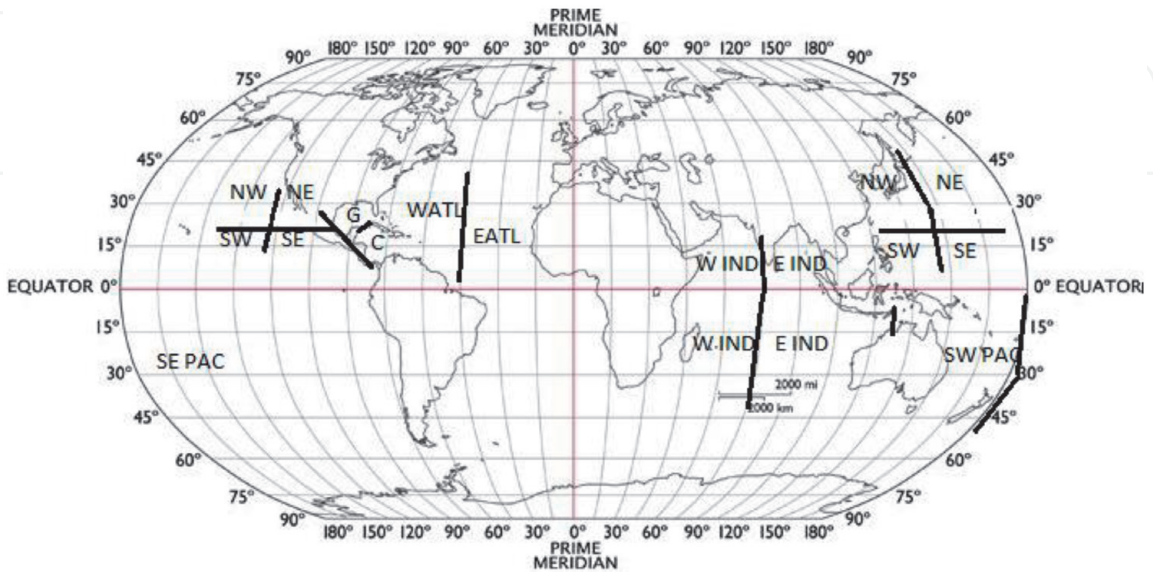 PRIME
MERIDIAN
90° 180° 150° 120° 90° 60° 30° 0° 30° 60° 90° 120° 150° 180° 90°
75° 75°
60° 60°
45° 45°
NW NE NW NE
30° 30°
G WATL
SW SE C EATL SW SE
15° W IND E IND 15°
EQUATOR 0° 0° EQUATOR
15° 15°
W IND E IND SW PAC
SE PAC
30° 30°
2000 mi
2000 km
45° 45°
60° 60°
75° 75°
90° 90°
180° 150° 120° 90° 60° 30° 0° 30° 60° 90° 120° 150° 180°
PRIME
MERIDIAN